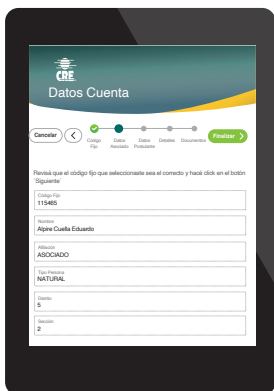 CRE
Datos Cuenta
Cancelar
Finalizar
Código Fijo
Datos Asociado
Datos Postulante
Detalles
Documentos
Revisá que el código fijo que seleccionaste sea el correcto y hacé click en el botón
'Siguiente'
Código Fijo
115465
Nombre
Alpire Cuella Eduardo
Afiliación
ASOCIADO
Tipo Persona
NATURAL
Distrito
5
Sección
2